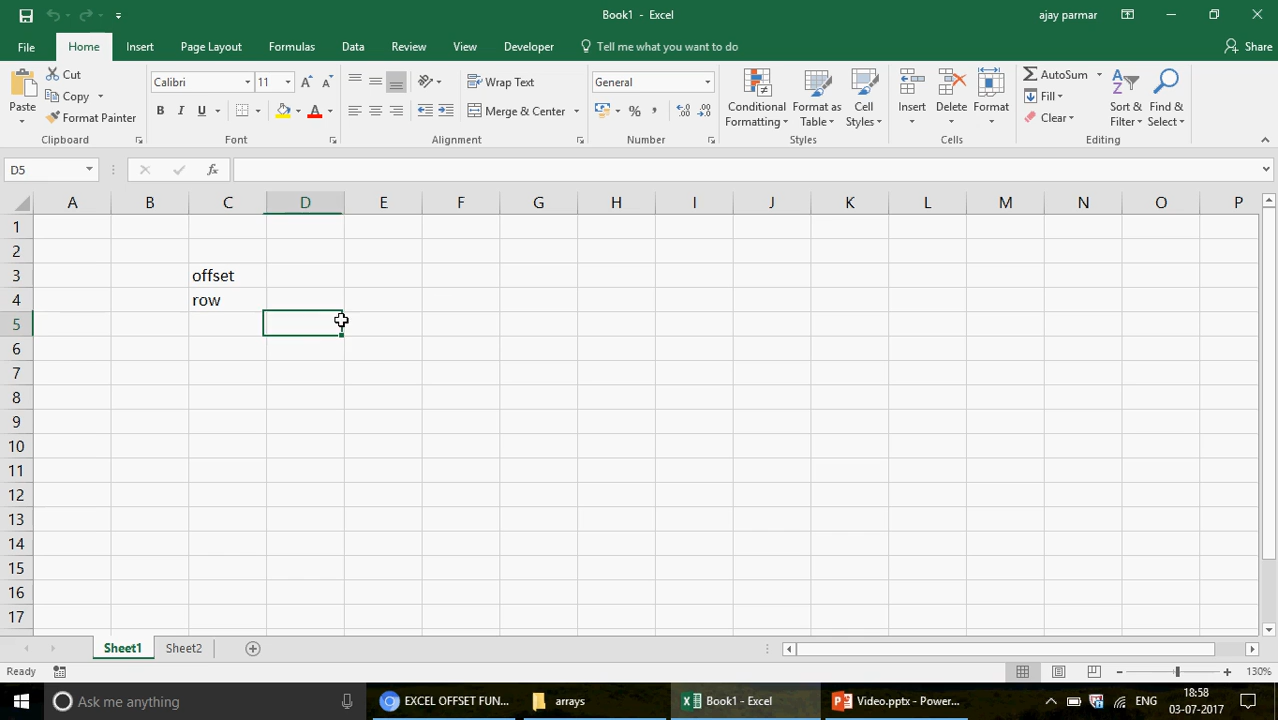 Book1 - Excel
ajay parmar
File Home Insert Page Layout Formulas Data Review View Developer Tell me what you want to do Share
Paste
Cut
Copy
Format Painter
Clipboard
Calibri 11
B I U
Font
Wrap Text
Merge & Center
Alignment
General
% ,
Number
Conditional Formatting
Format as Table
Cell Styles
Styles
Insert
Delete
Format
Cells
AutoSum
Fill
Clear
Sort & Filter
Find & Select
Editing
D5 fx
A B C D E F G H I J K L M N O P
1
2
3 offset
4 row
5
6
7
8
9
10
11
12
13
14
15
16
17
Sheet1 Sheet2
Ready 130%
Ask me anything
EXCEL OFFSET FUN...
arrays
Book1 - Excel
Video.pptx - Power...
ENG
18:58
03-07-2017